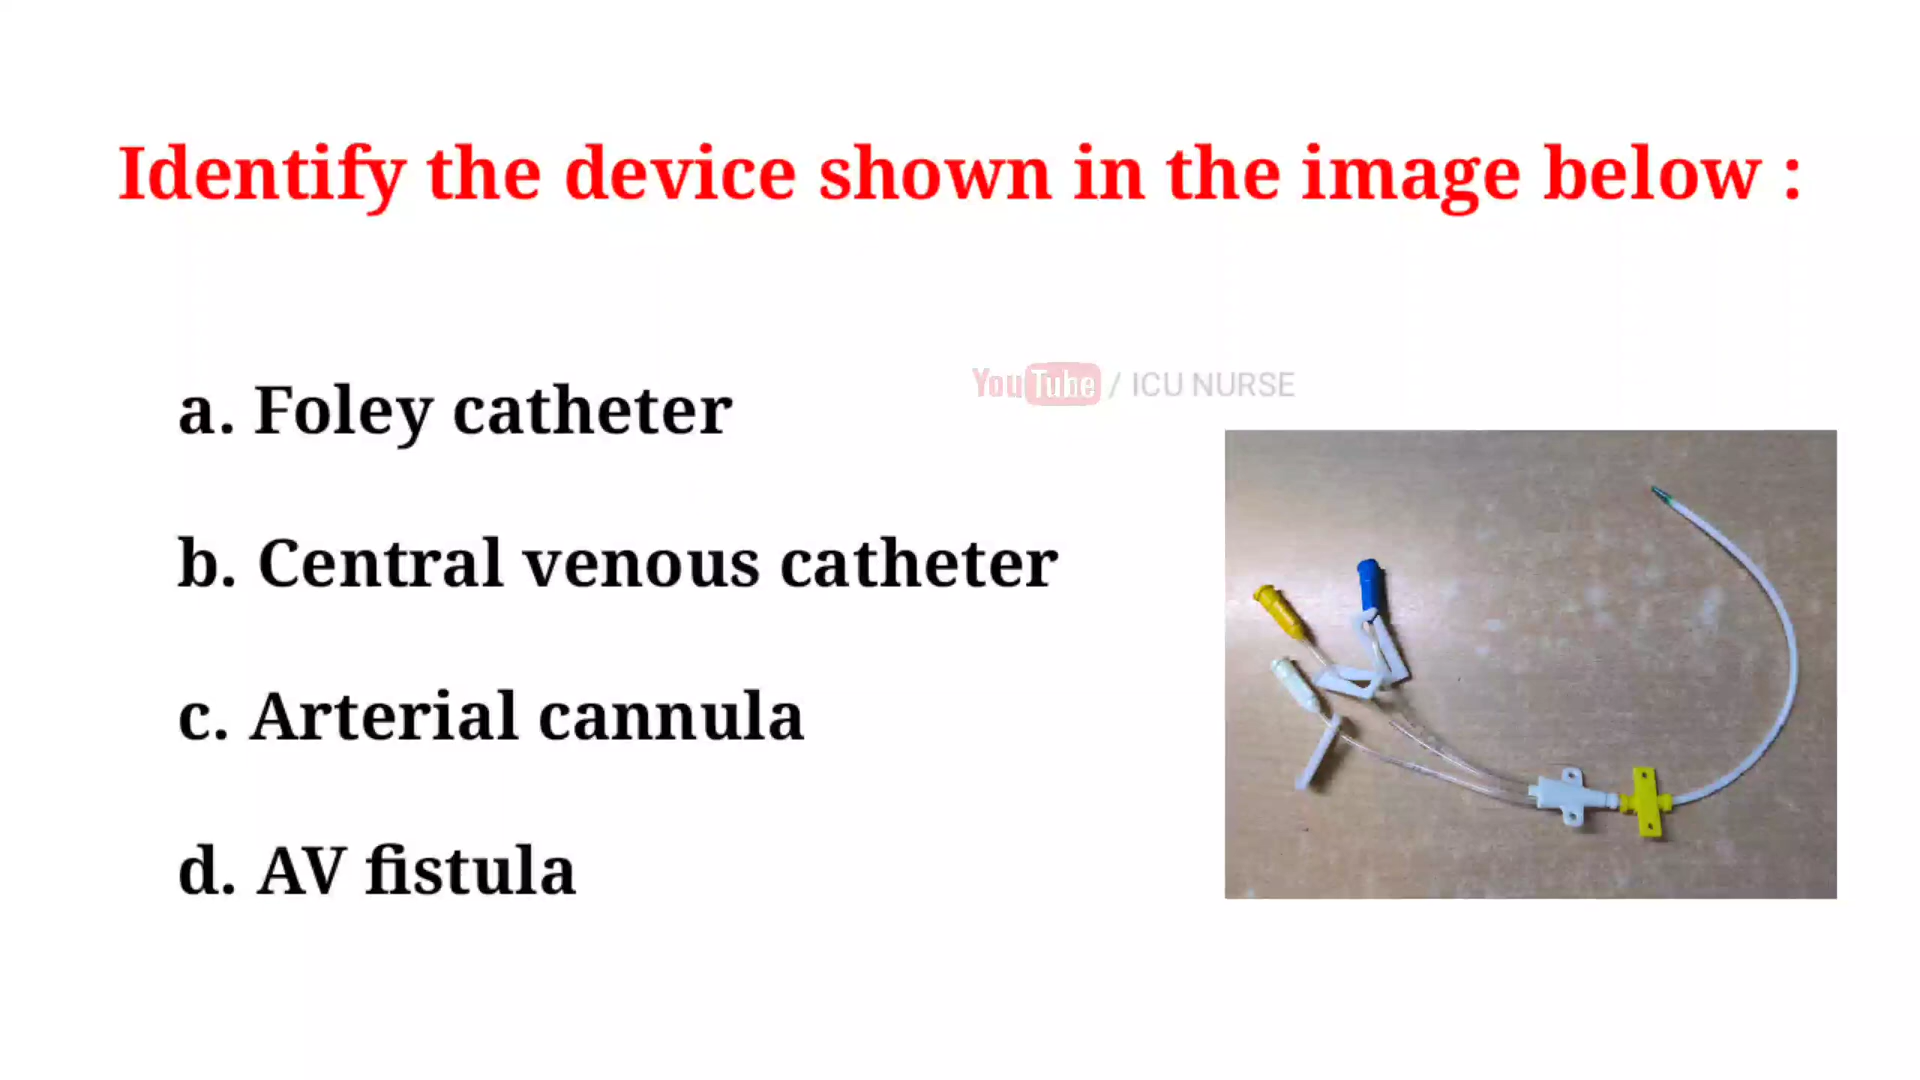 Identify the device shown in the image below :
YouTube / ICU NURSE
a. Foley catheter
b. Central venous catheter
c. Arterial cannula
d. AV fistula